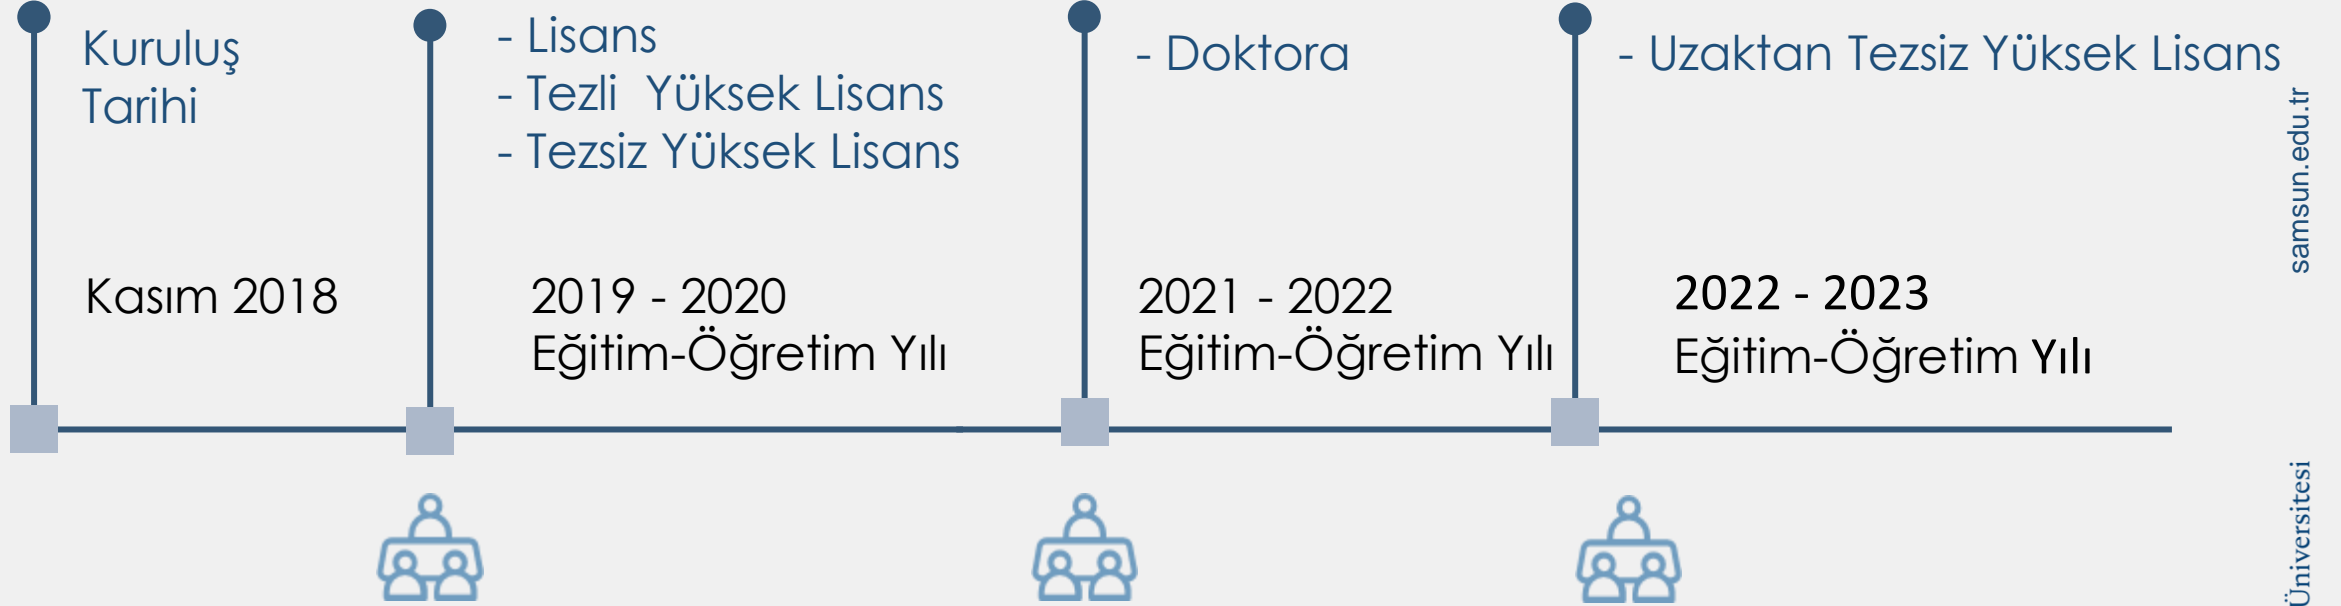 Kuruluş
Tarihi
Kasım 2018
- Lisans
- Tezli Yüksek Lisans
- Tezsiz Yüksek Lisans
2019 - 2020
Eğitim-Öğretim Yılı
- Doktora
2021 - 2022
Eğitim-Öğretim Yılı
- Uzaktan Tezsiz Yüksek Lisans
2022 - 2023
Eğitim-Öğretim Yılı
samsun.edu.tr
Üniversitesi